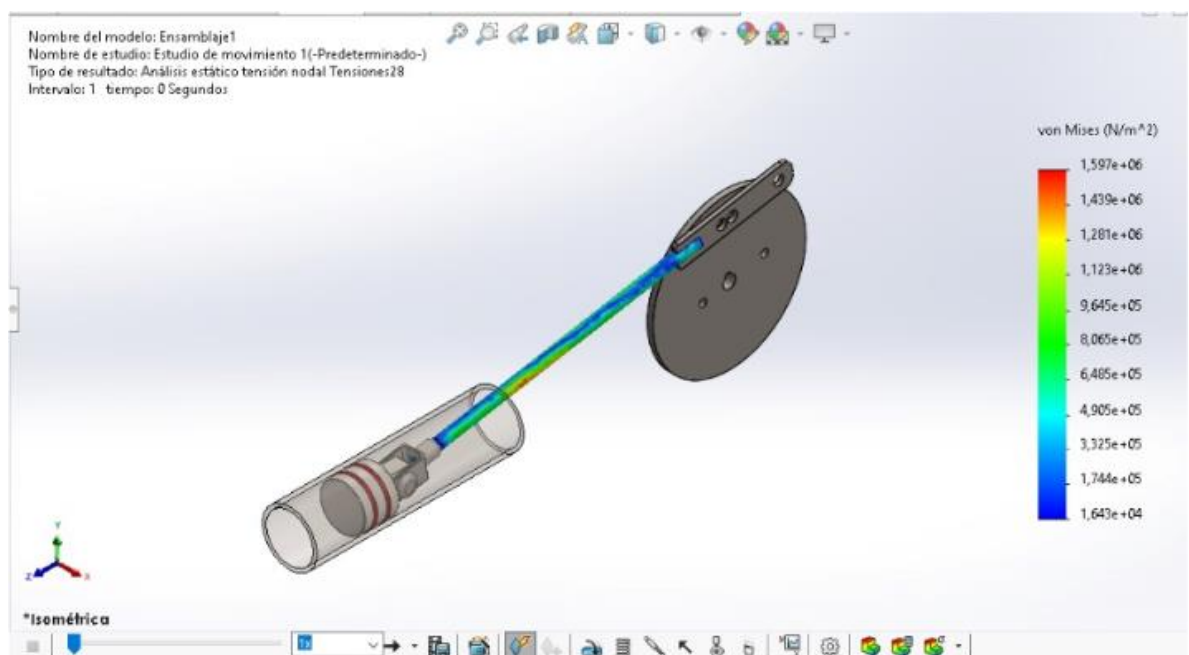 Nombre del modelo: Ensamblaje1
Nombre de estudio: Estudio de movimiento 1(-Predeterminado-)
Tipo de resultado: Análisis estático tensión nodal Tensiones28
Intervalo: 1 tiempo: 0 Segundos
von Mises (N/m^2)
1,597e+06
1,439e+06
1,281e+06
1,123e+06
9,645e+05
8,065e+05
6,485e+05
4,905e+05
3,325e+05
1,744e+05
1,643e+04
Y
Z
X
*Isométrica
1x